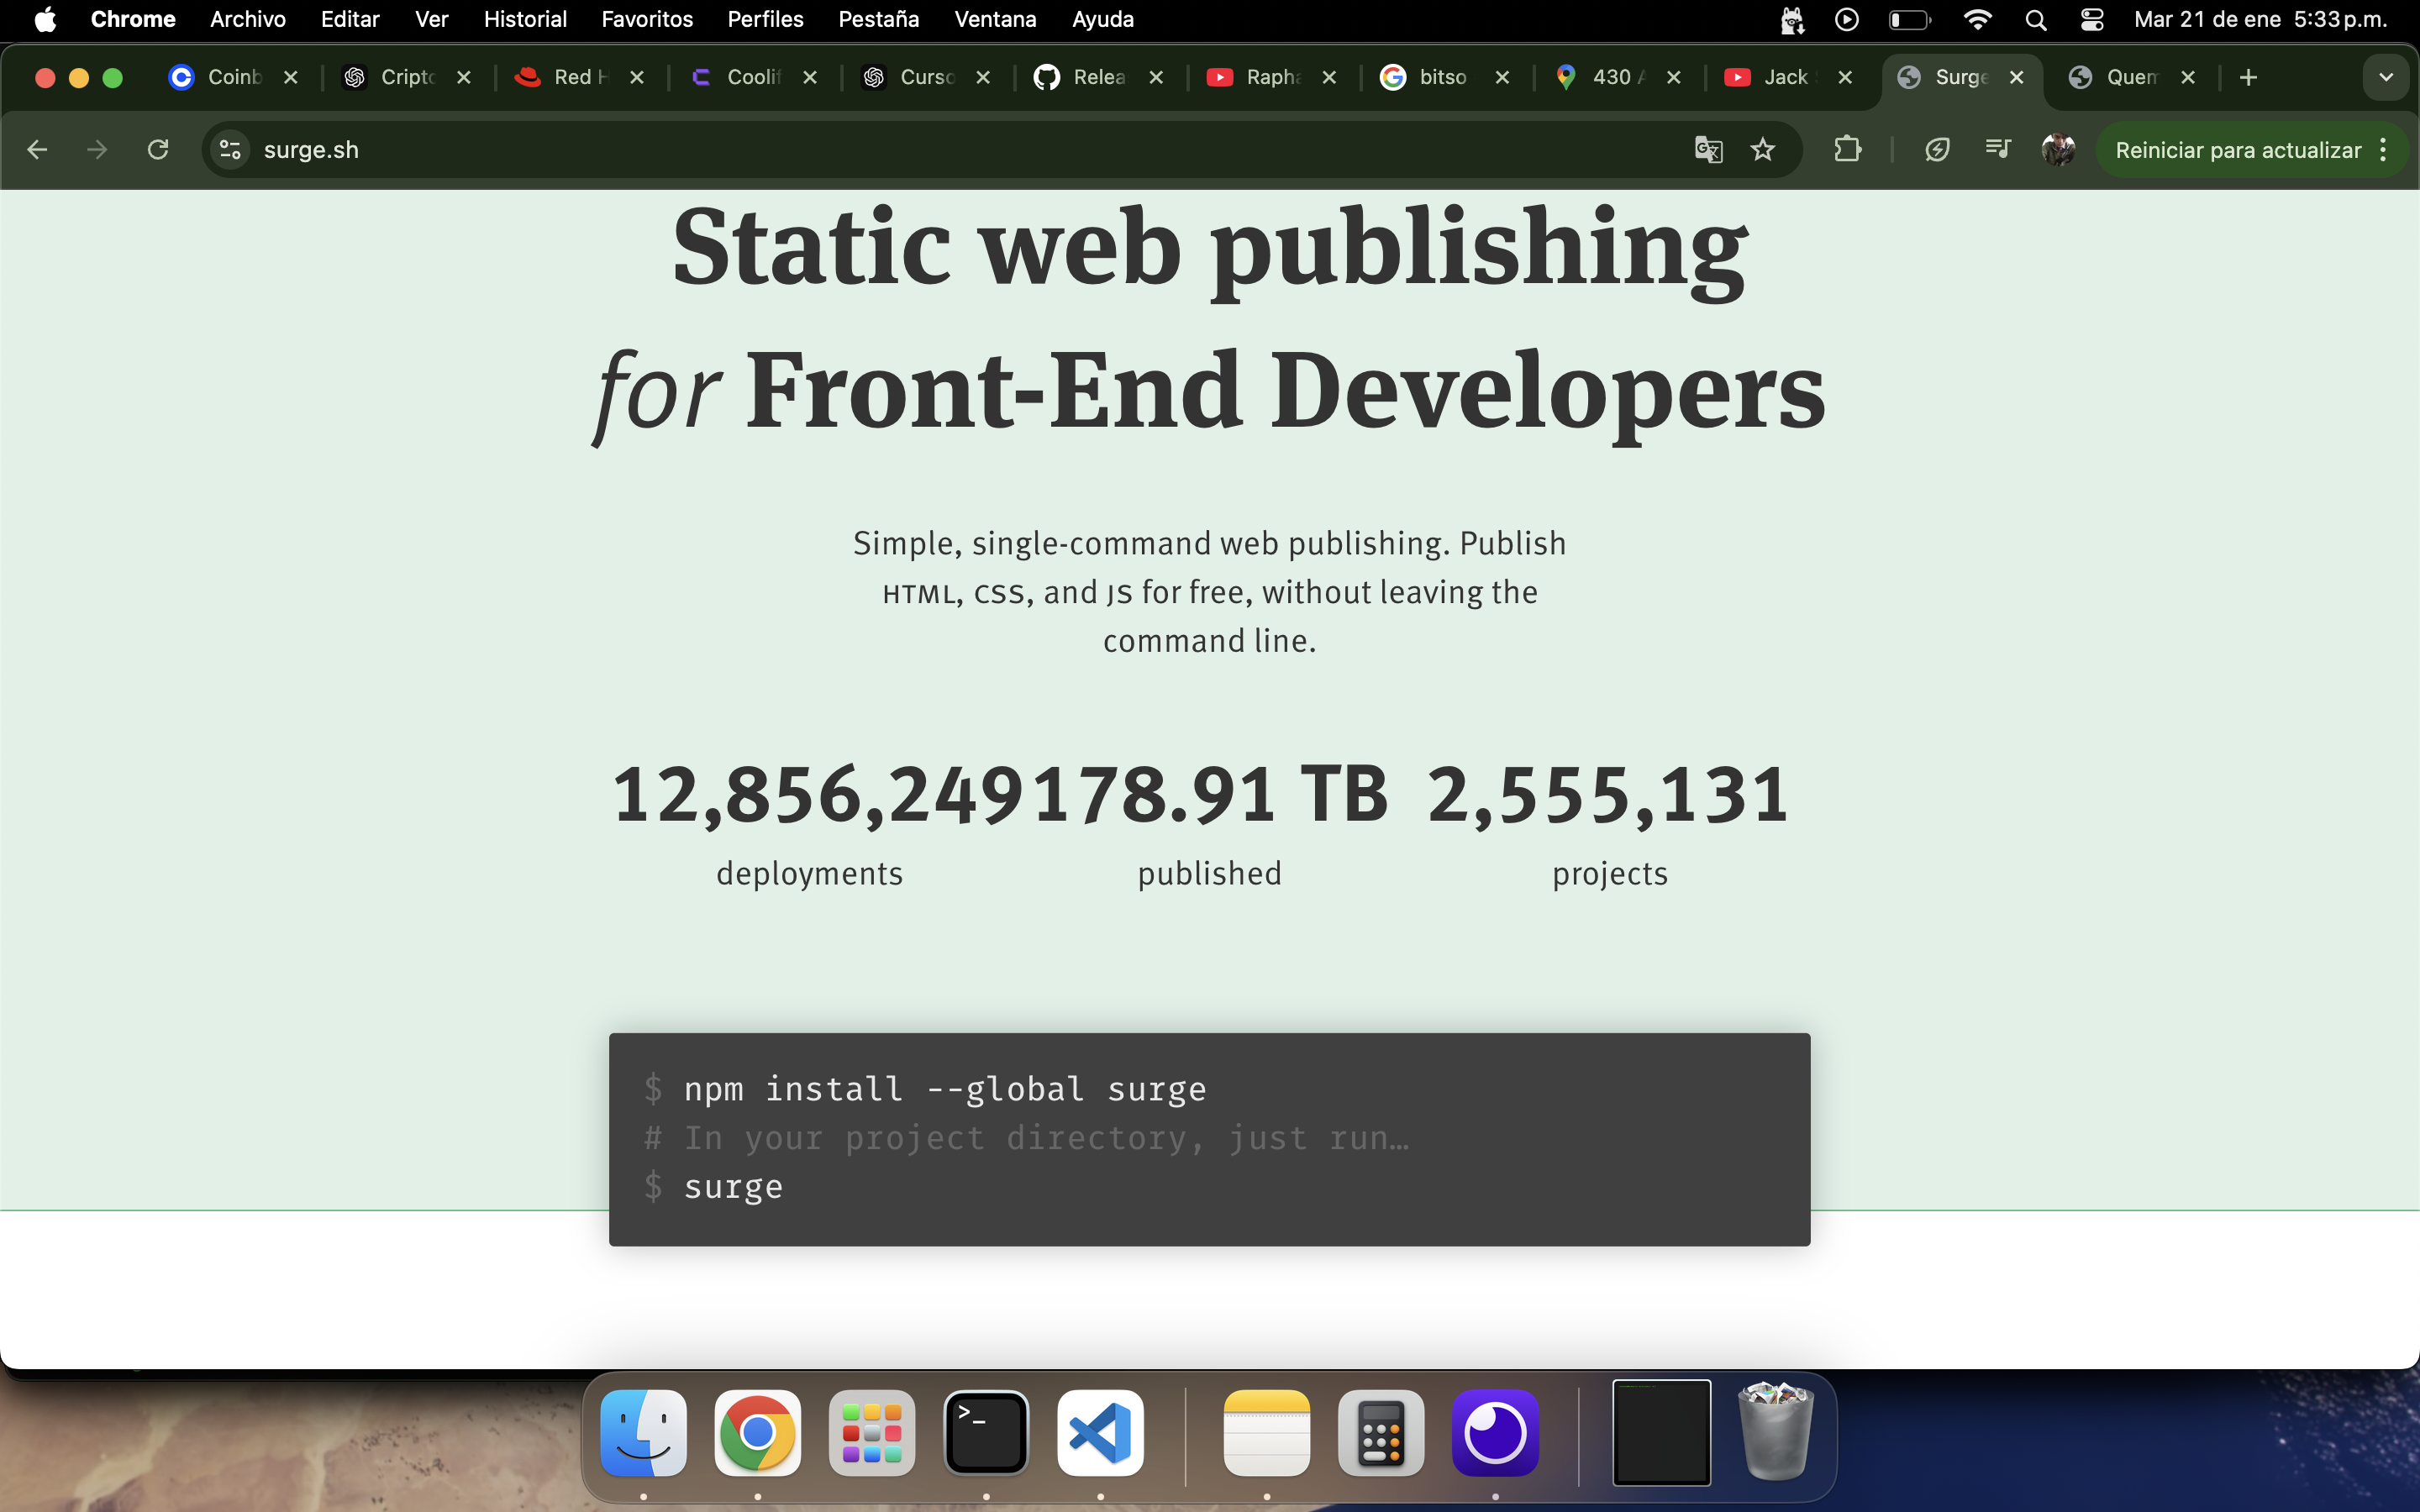 Chrome Archivo Editar Ver Historial Favoritos Perfiles Pestaña Ventana Ayuda Mar 21 de ene 5:33 p.m.
Coinb Cripto Red H Coolif Curso Relea Rapha bitso 430 A Jack Surge Quem
surge.sh Reiniciar para actualizar
Static web publishing
for Front-End Developers
Simple, single-command web publishing. Publish
HTML, CSS, and JS for free, without leaving the
command line.
12,856,249 178.91 TB 2,555,131
deployments published projects
$ npm install --global surge
# In your project directory, just run…
$ surge